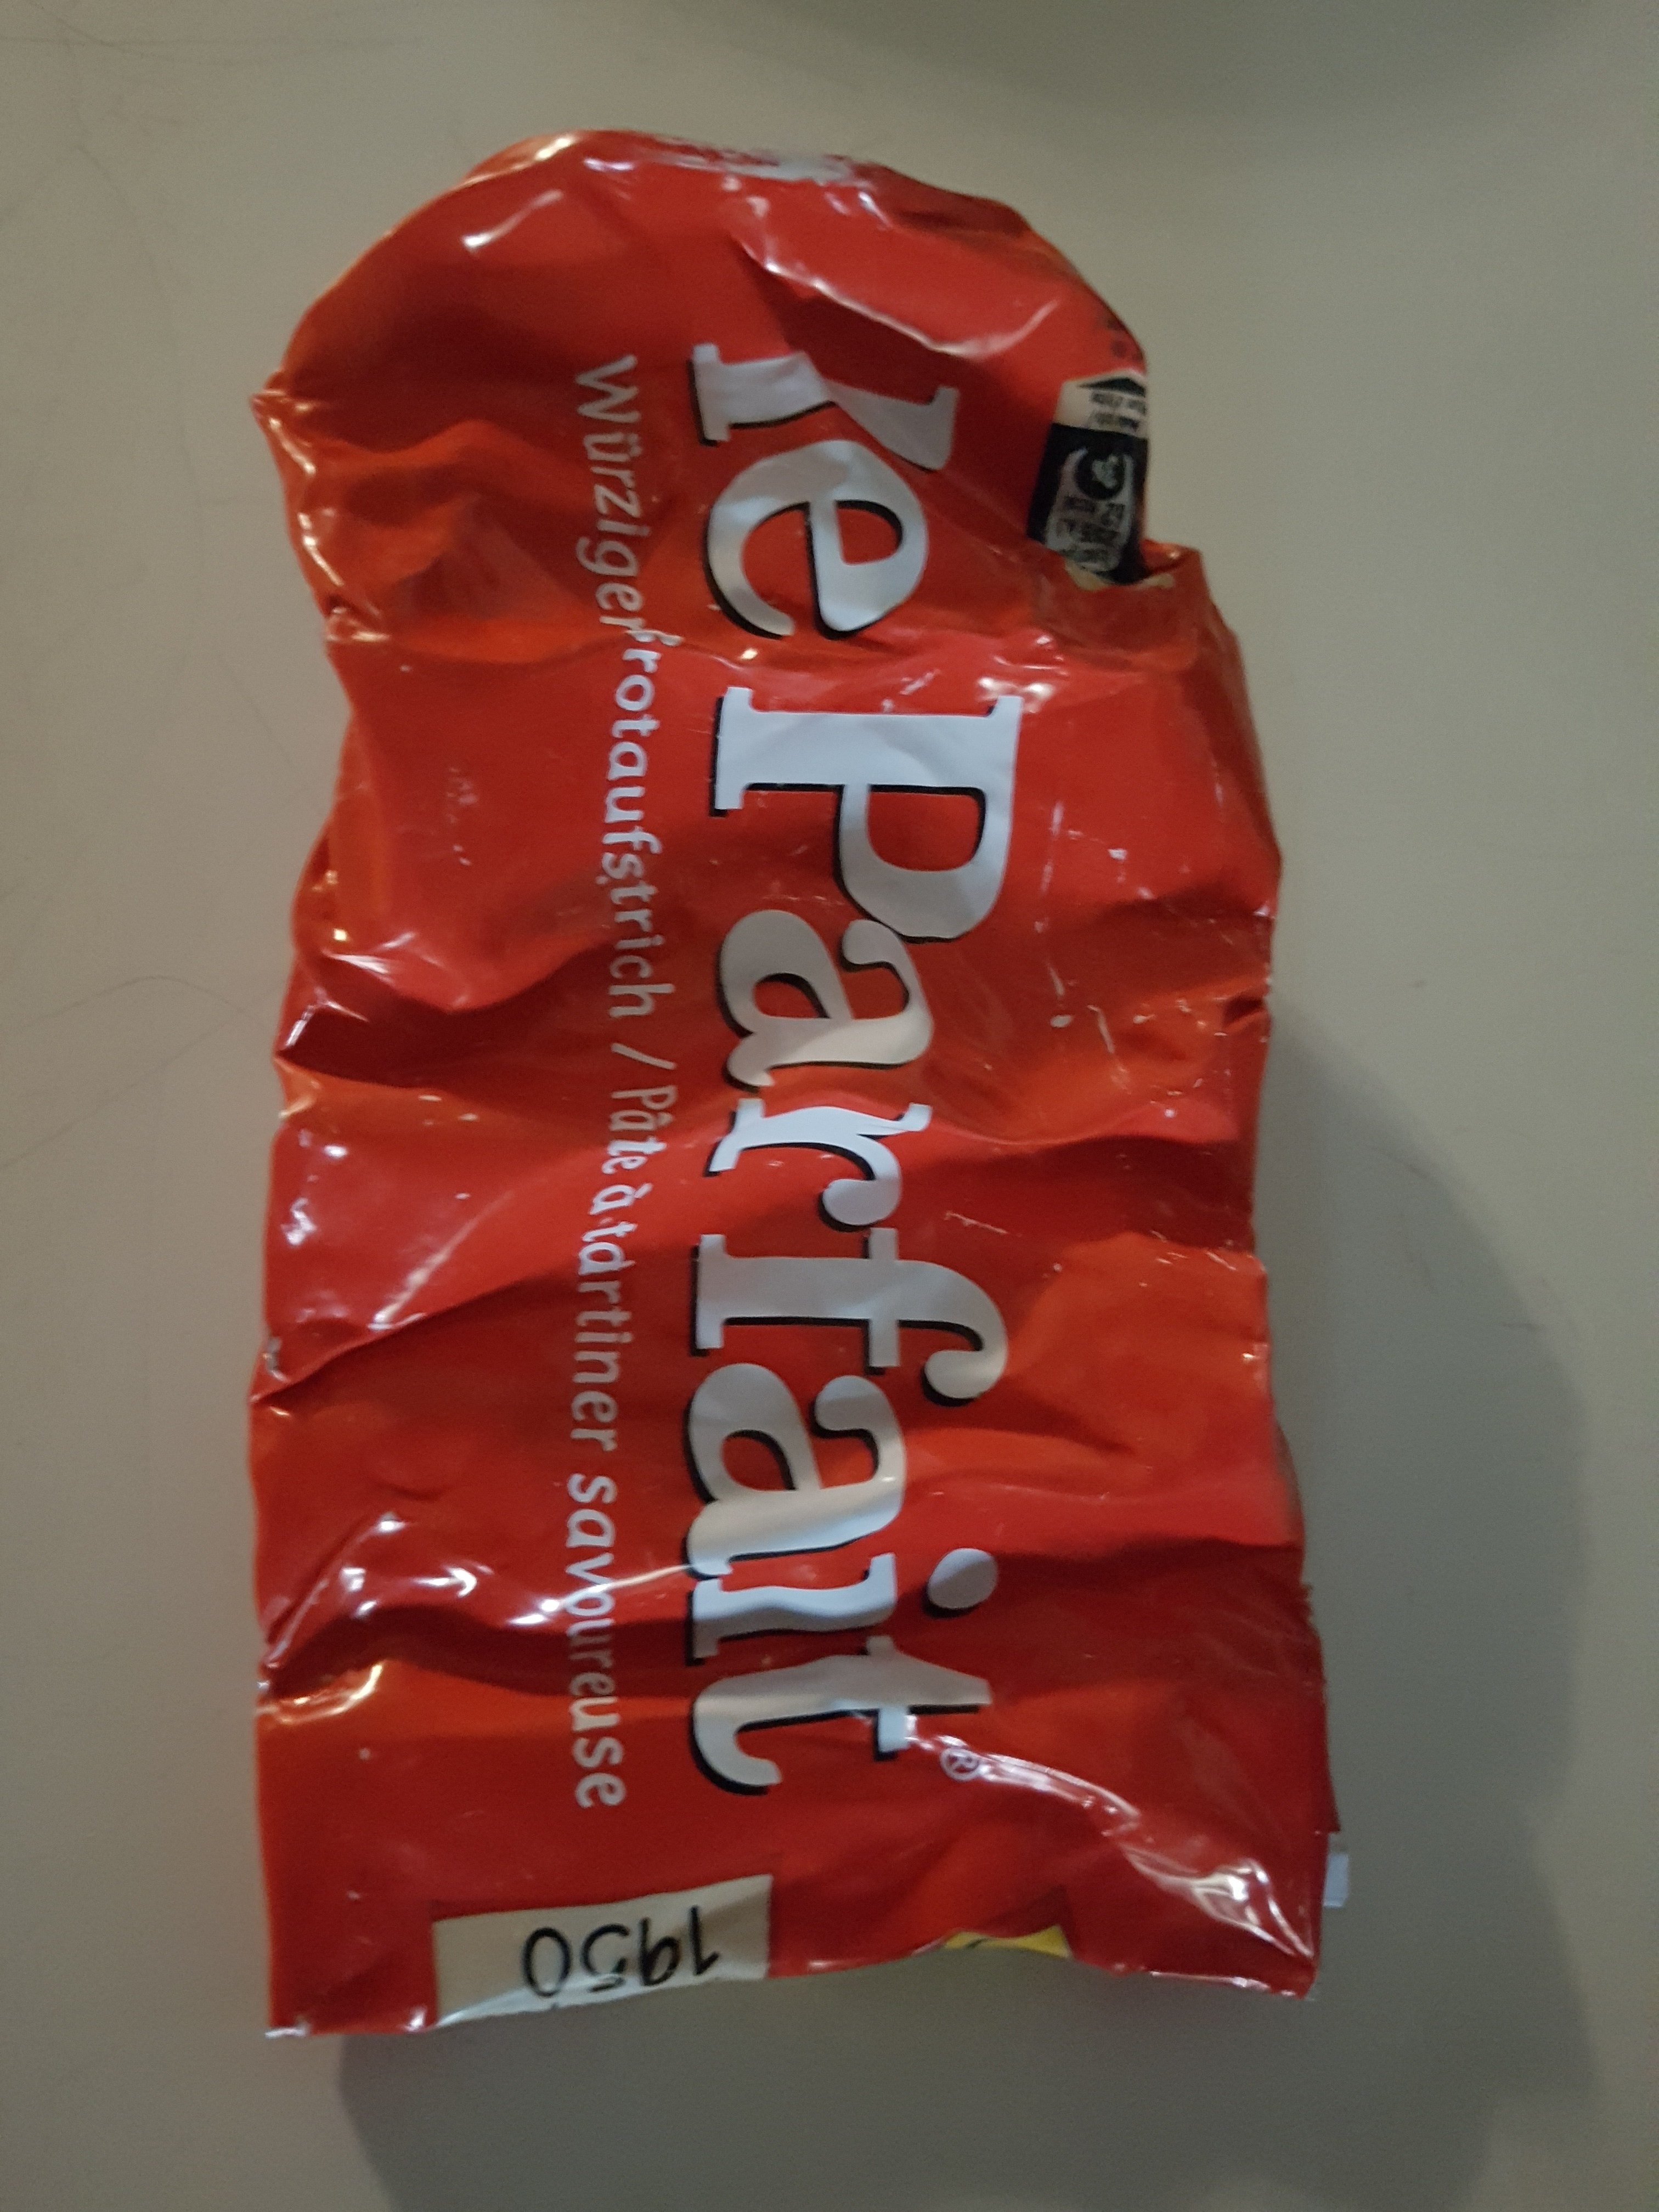 le Parfait®
Würziger Brotaufstrich / Pâte à tartiner savoureuse
1950